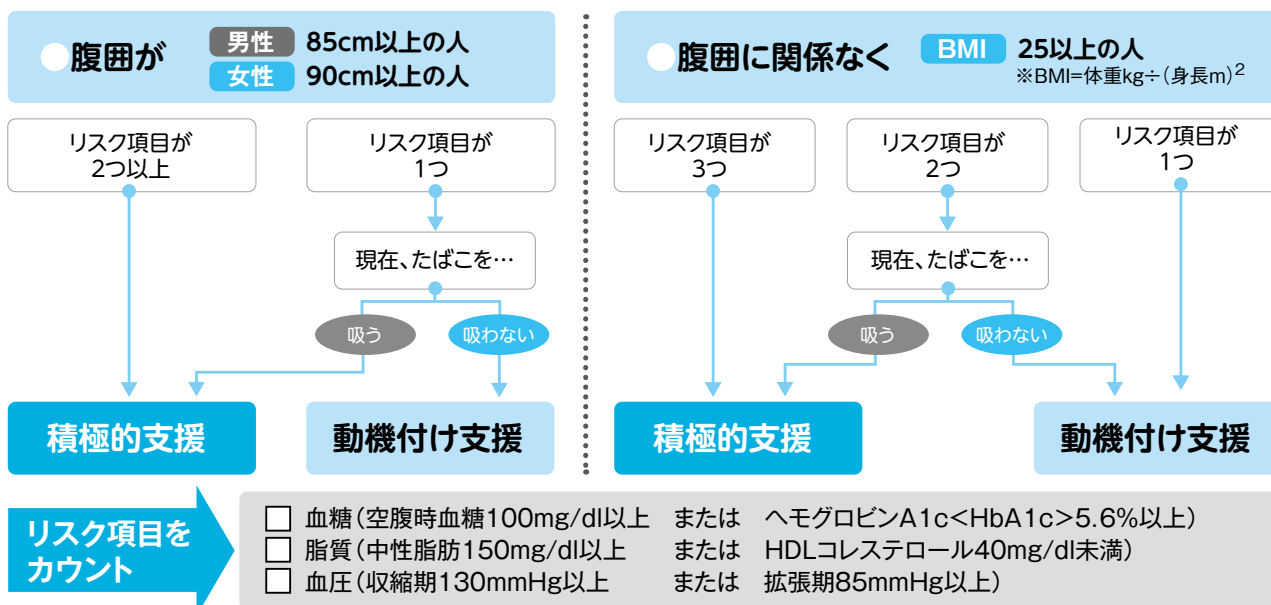 ●腹囲が
男性 85cm以上の人
女性 90cm以上の人
リスク項目が
2つ以上
リスク項目が
1つ
現在、たばこを…
吸う
吸わない
積極的支援
動機付け支援
●腹囲に関係なく
BMI 25以上の人
※BMI=体重kg÷(身長m)²
リスク項目が
3つ
リスク項目が
2つ
リスク項目が
1つ
現在、たばこを…
吸う
吸わない
積極的支援
動機付け支援
リスク項目を
カウント
□ 血糖(空腹時血糖100mg/dl以上 または ヘモグロビンA1c<HbA1c>5.6%以上)
□ 脂質(中性脂肪150mg/dl以上 または HDLコレステロール40mg/dl未満)
□ 血圧(収縮期130mmHg以上 または 拡張期85mmHg以上)